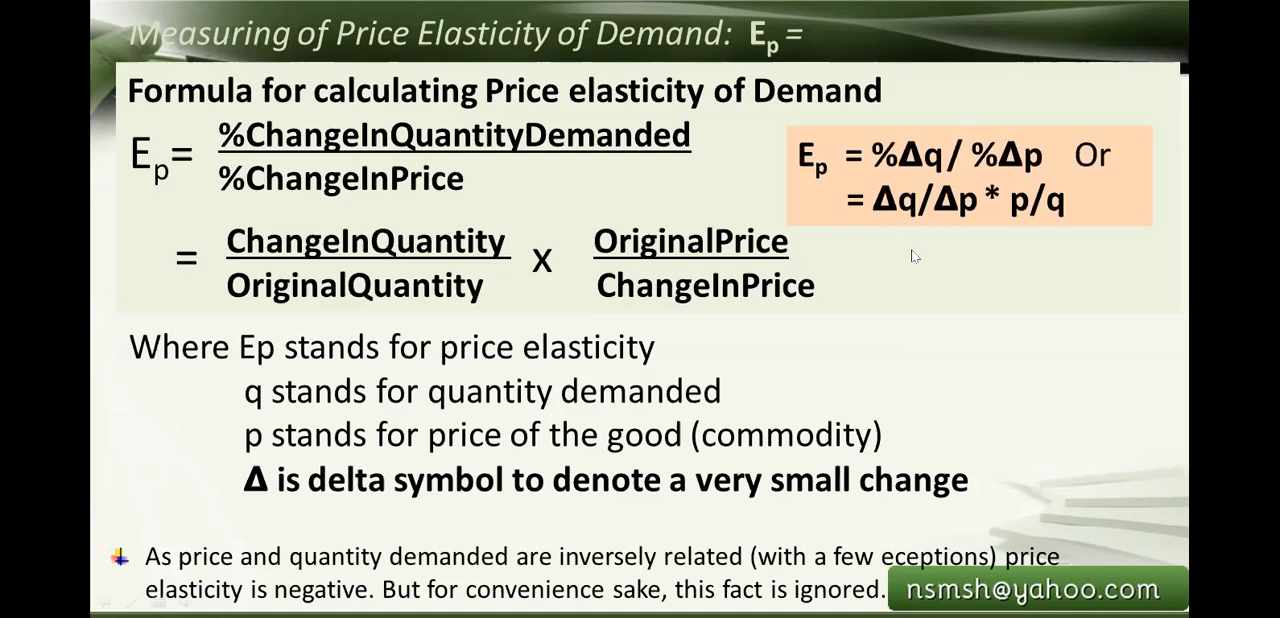 Measuring of Price Elasticity of Demand: Ep =
Formula for calculating Price elasticity of Demand
Ep= %ChangeInQuantityDemanded
%ChangeInPrice
Ep = %Δq/ %Δp Or
= Δq/Δp * p/q
= ChangeInQuantity x OriginalPrice
OriginalQuantity ChangeInPrice
Where Ep stands for price elasticity
q stands for quantity demanded
p stands for price of the good (commodity)
Δ is delta symbol to denote a very small change
As price and quantity demanded are inversely related (with a few eceptions) price
elasticity is negative. But for convenience sake, this fact is ignored.
nsmsh@yahoo.com